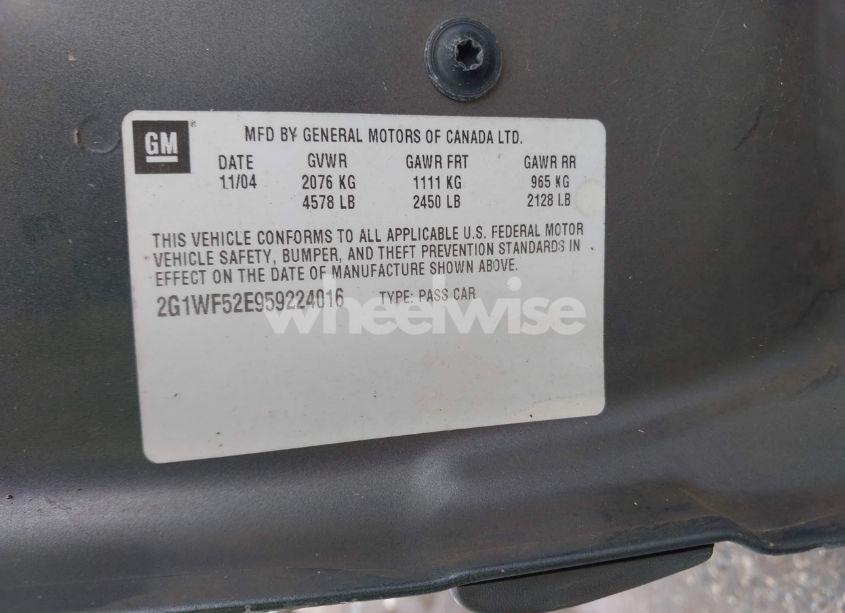 GM
MFD BY GENERAL MOTORS OF CANADA LTD.
DATE GVWR GAWR FRT GAWR RR
11/04 2076 KG 1111 KG 965 KG
4578 LB 2450 LB 2128 LB
THIS VEHICLE CONFORMS TO ALL APPLICABLE U.S. FEDERAL MOTOR
VEHICLE SAFETY, BUMPER, AND THEFT PREVENTION STANDARDS IN
EFFECT ON THE DATE OF MANUFACTURE SHOWN ABOVE.
2G1WF52E959224016 TYPE: PASS CAR
wheelwise